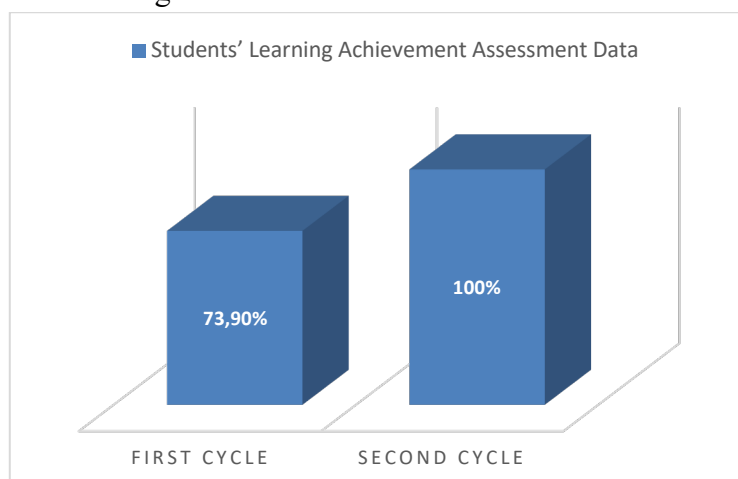 Students’ Learning Achievement Assessment Data
73,90%
100%
FIRST CYCLE
SECOND CYCLE